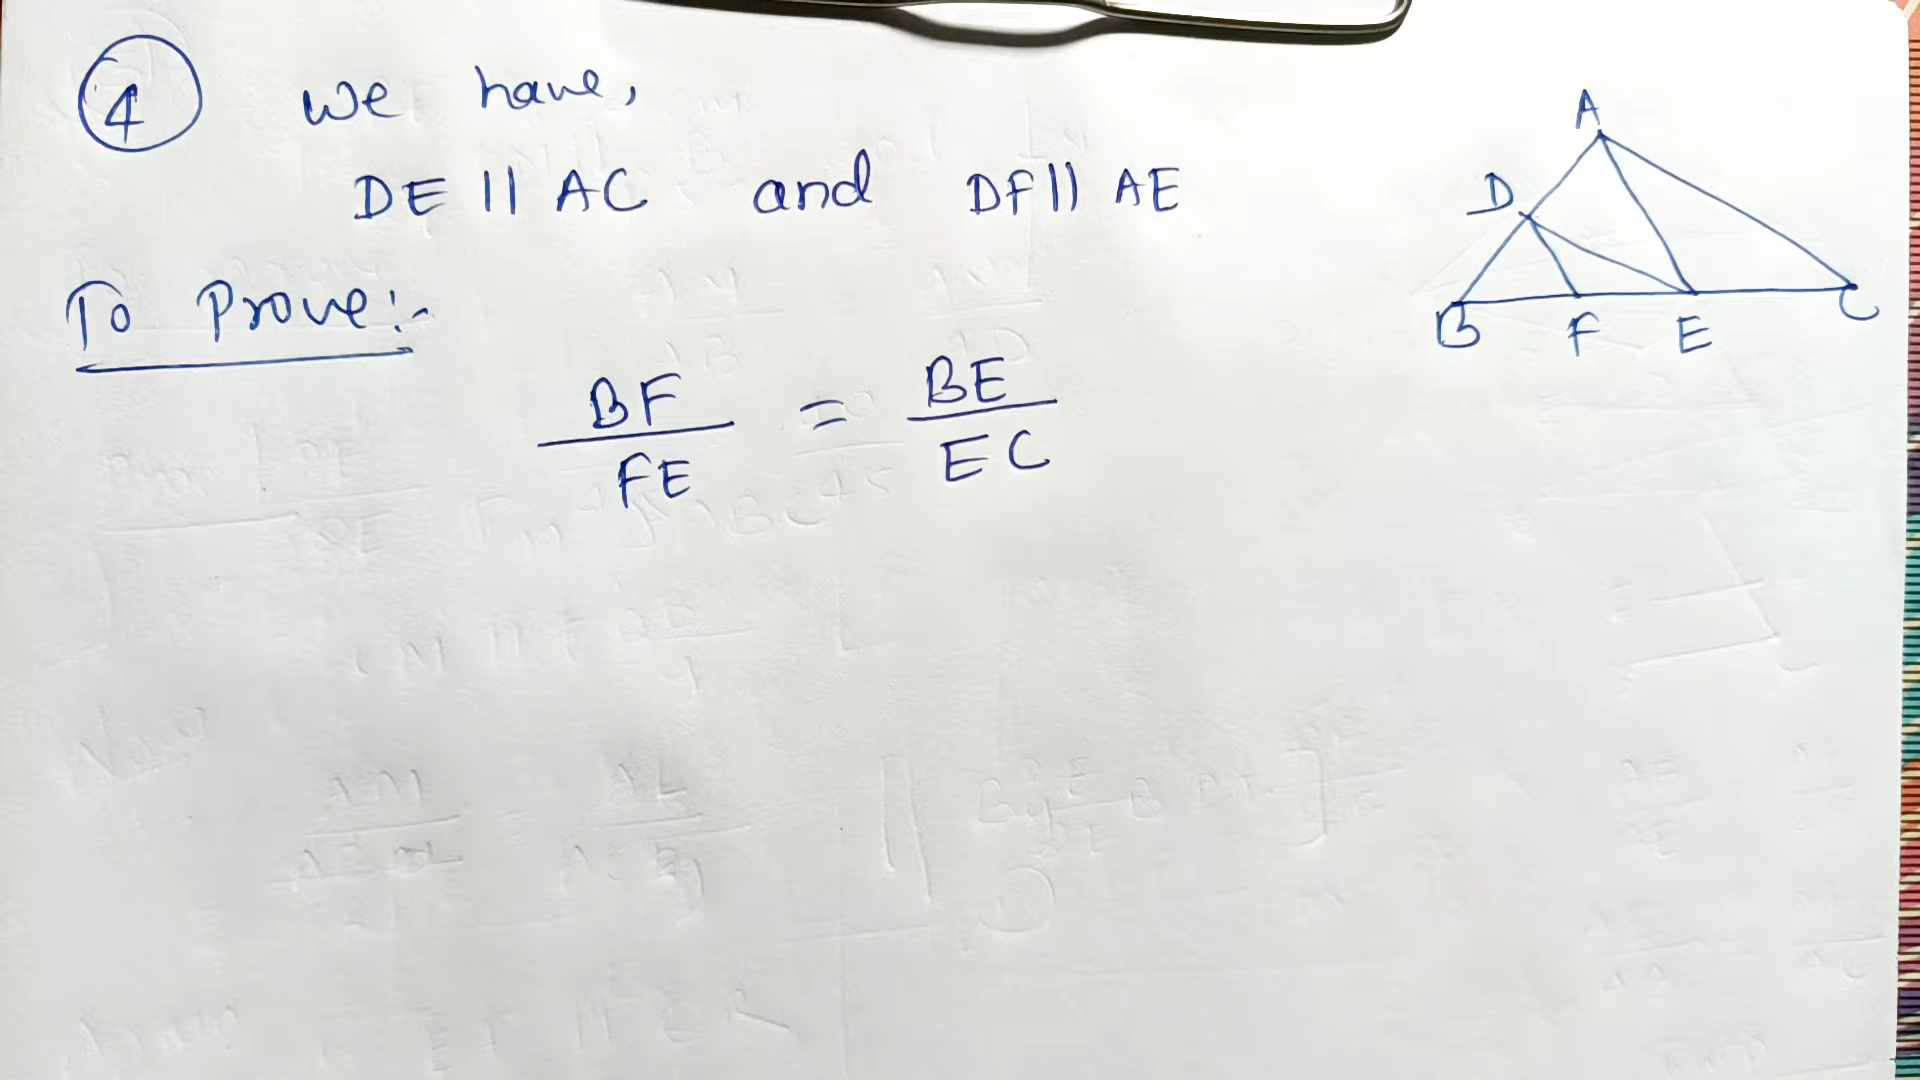 4 we have,
DE || AC and DF || AE
To Prove:-
BF/FE = BE/EC
A
D
B F E C